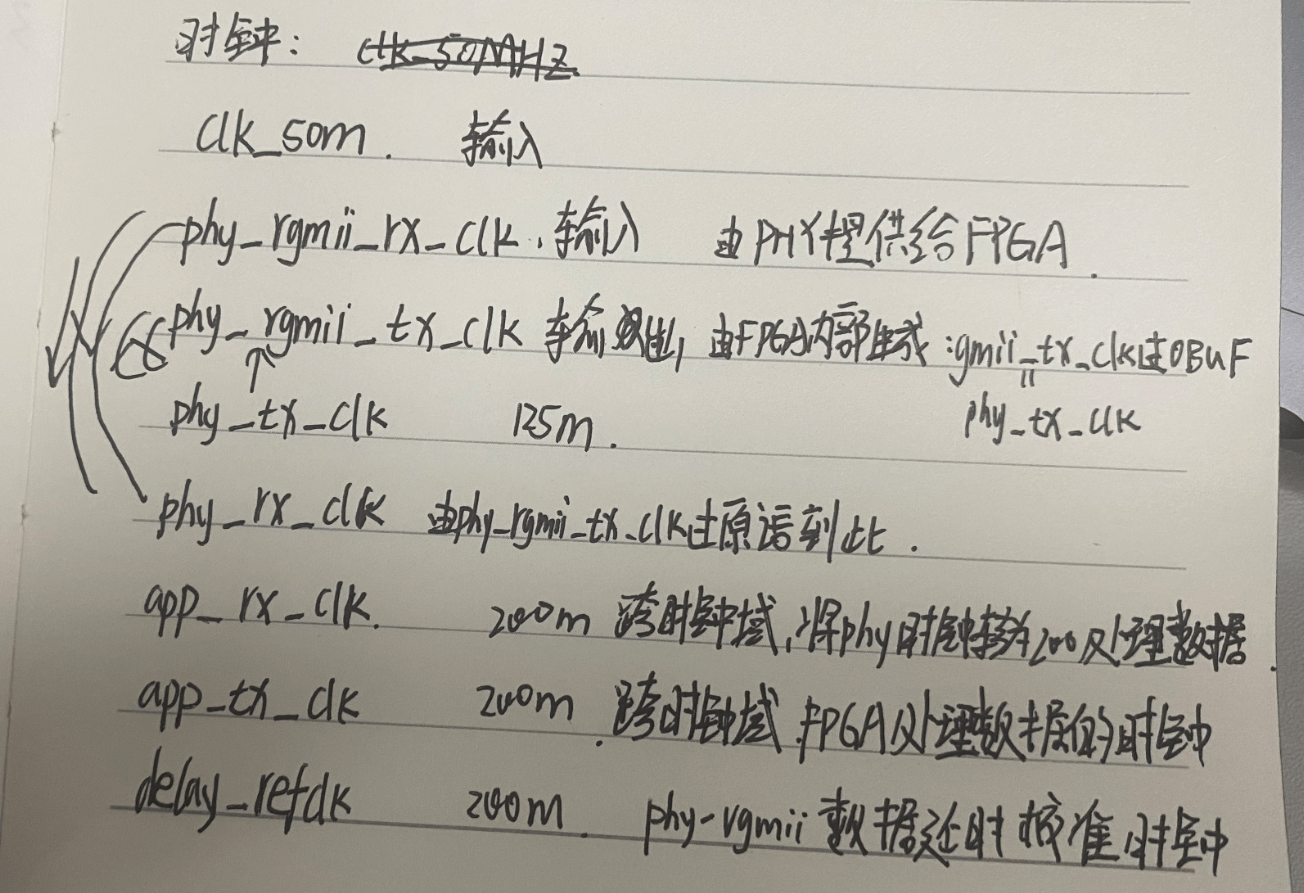 时钟: clk_50MHZ
clk_50m. 输入
phy_rgmii_rx_clk, 输入 由PHY提供给FPGA.
phy_rgmii_tx_clk 输出, 由FPGA内部生成:gmii_tx_clk过OBUF
phy_tx_clk 125m. phy_tx_clk
phy_rx_clk 由phy_rgmii_tx_clk过原语到此.
app_rx_clk. 200m 跨时钟域,将phy时钟转为200处理数据.
app_tx_clk 200m. 跨时钟域.FPGA处理数据的时钟
delay_refclk 200m. phy-rgmii 数据延时校准时钟